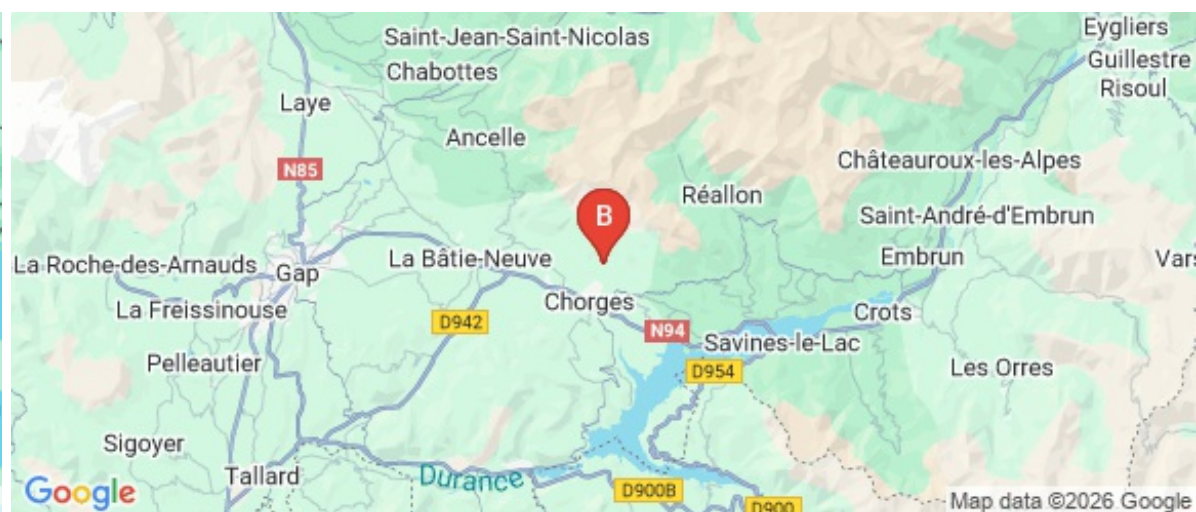 Saint-Jean-Saint-Nicolas
Eygliers
Chabottes
Guillestre
Risoul
Laye
Ancelle
N85
Châteauroux-les-Alpes
Réallon
B
Saint-André-d'Embrun
La Roche-des-Arnauds
Gap
La Bâtie-Neuve
Embrun
Vars
La Freissinouse
Chorges
Crots
D942
N94
Savines-le-Lac
Pelleautier
D954
Les Orres
Sigoyer
Tallard
Durance
D900B
D900
Google
Map data ©2026 Google